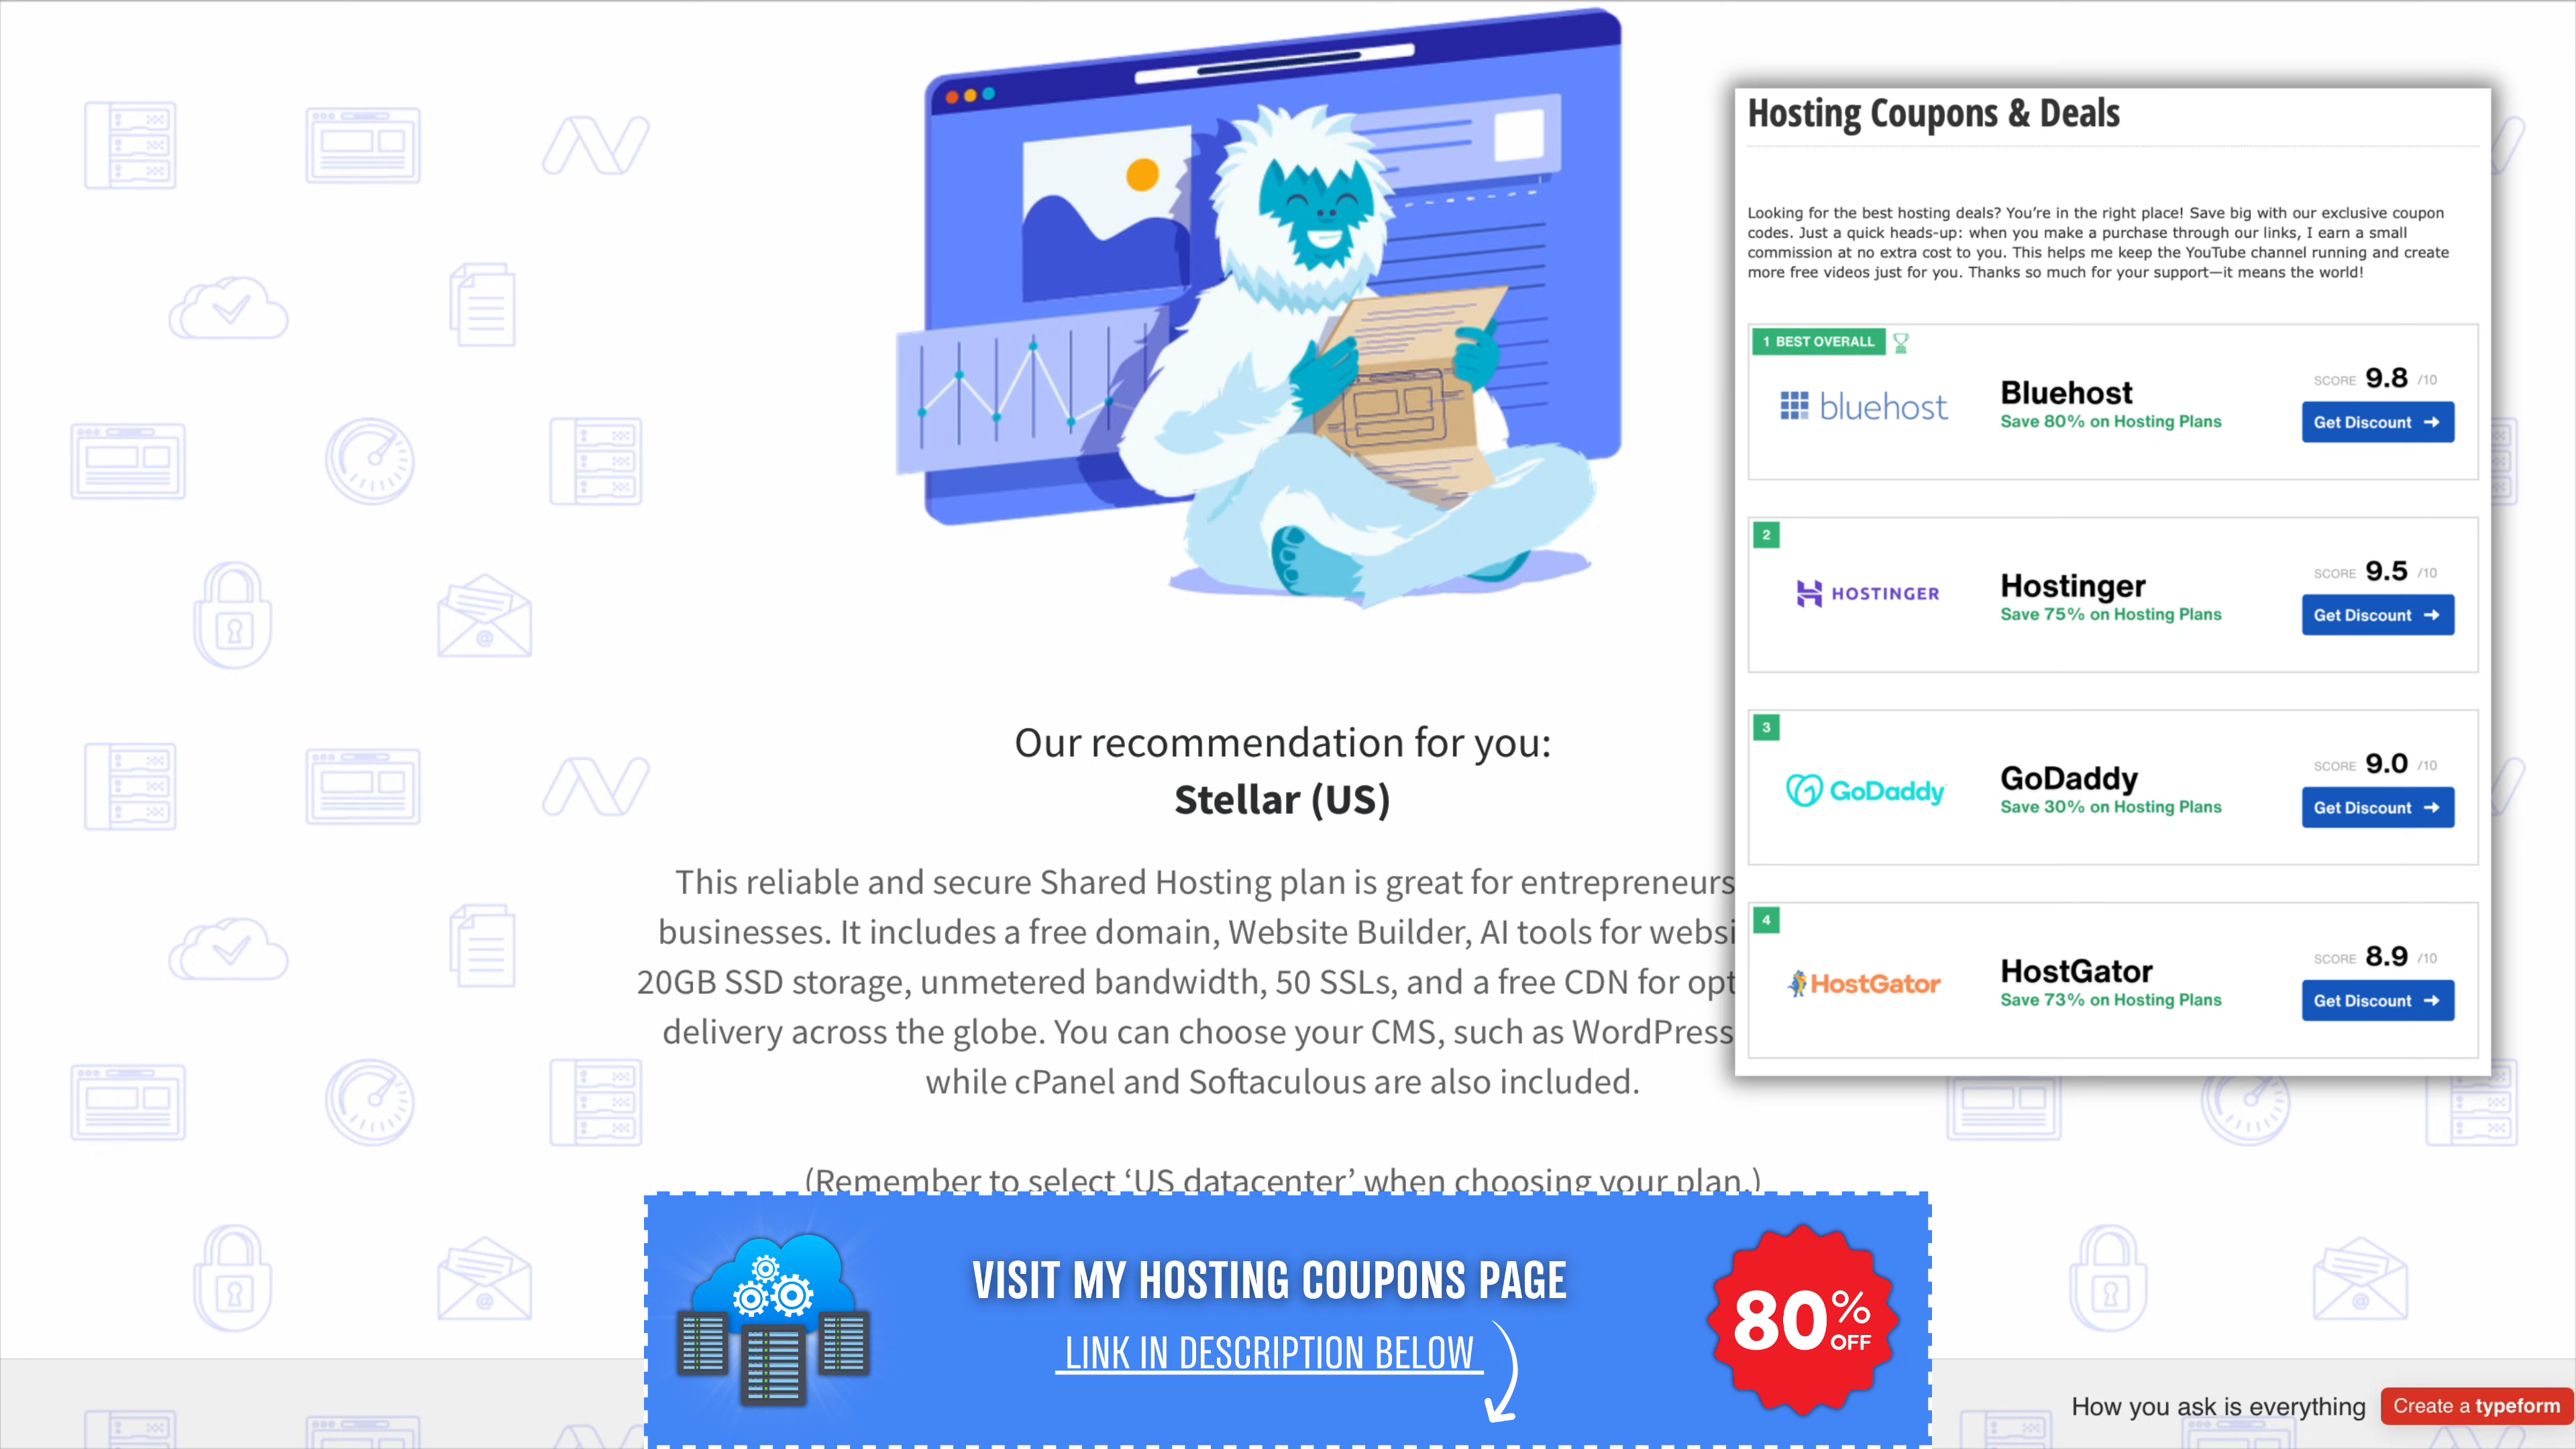 Hosting Coupons & Deals
Looking for the best hosting deals? You're in the right place! Save big with our exclusive coupon
codes. Just a quick heads-up: when you make a purchase through our links, I earn a small
commission at no extra cost to you. This helps me keep the YouTube channel running and create
more free videos just for you. Thanks so much for your support—it means the world!
1 BEST OVERALL
bluehost
Bluehost
Save 80% on Hosting Plans
SCORE 9.8 /10
Get Discount →
2
HOSTINGER
Hostinger
Save 75% on Hosting Plans
SCORE 9.5 /10
Get Discount →
3
GoDaddy
GoDaddy
Save 30% on Hosting Plans
SCORE 9.0 /10
Get Discount →
4
HostGator
HostGator
Save 73% on Hosting Plans
SCORE 8.9 /10
Get Discount →
Our recommendation for you:
Stellar (US)
This reliable and secure Shared Hosting plan is great for entrepreneurs
businesses. It includes a free domain, Website Builder, AI tools for
20GB SSD storage, unmetered bandwidth, 50 SSLs, and a free CDN for
delivery across the globe. You can choose your CMS, such as WordPress
while cPanel and Softaculous are also included.
(Remember to select ‘US datacenter’ when choosing your plan.)
VISIT MY HOSTING COUPONS PAGE
LINK IN DESCRIPTION BELOW
80% OFF
How you ask is everything
Create a typeform